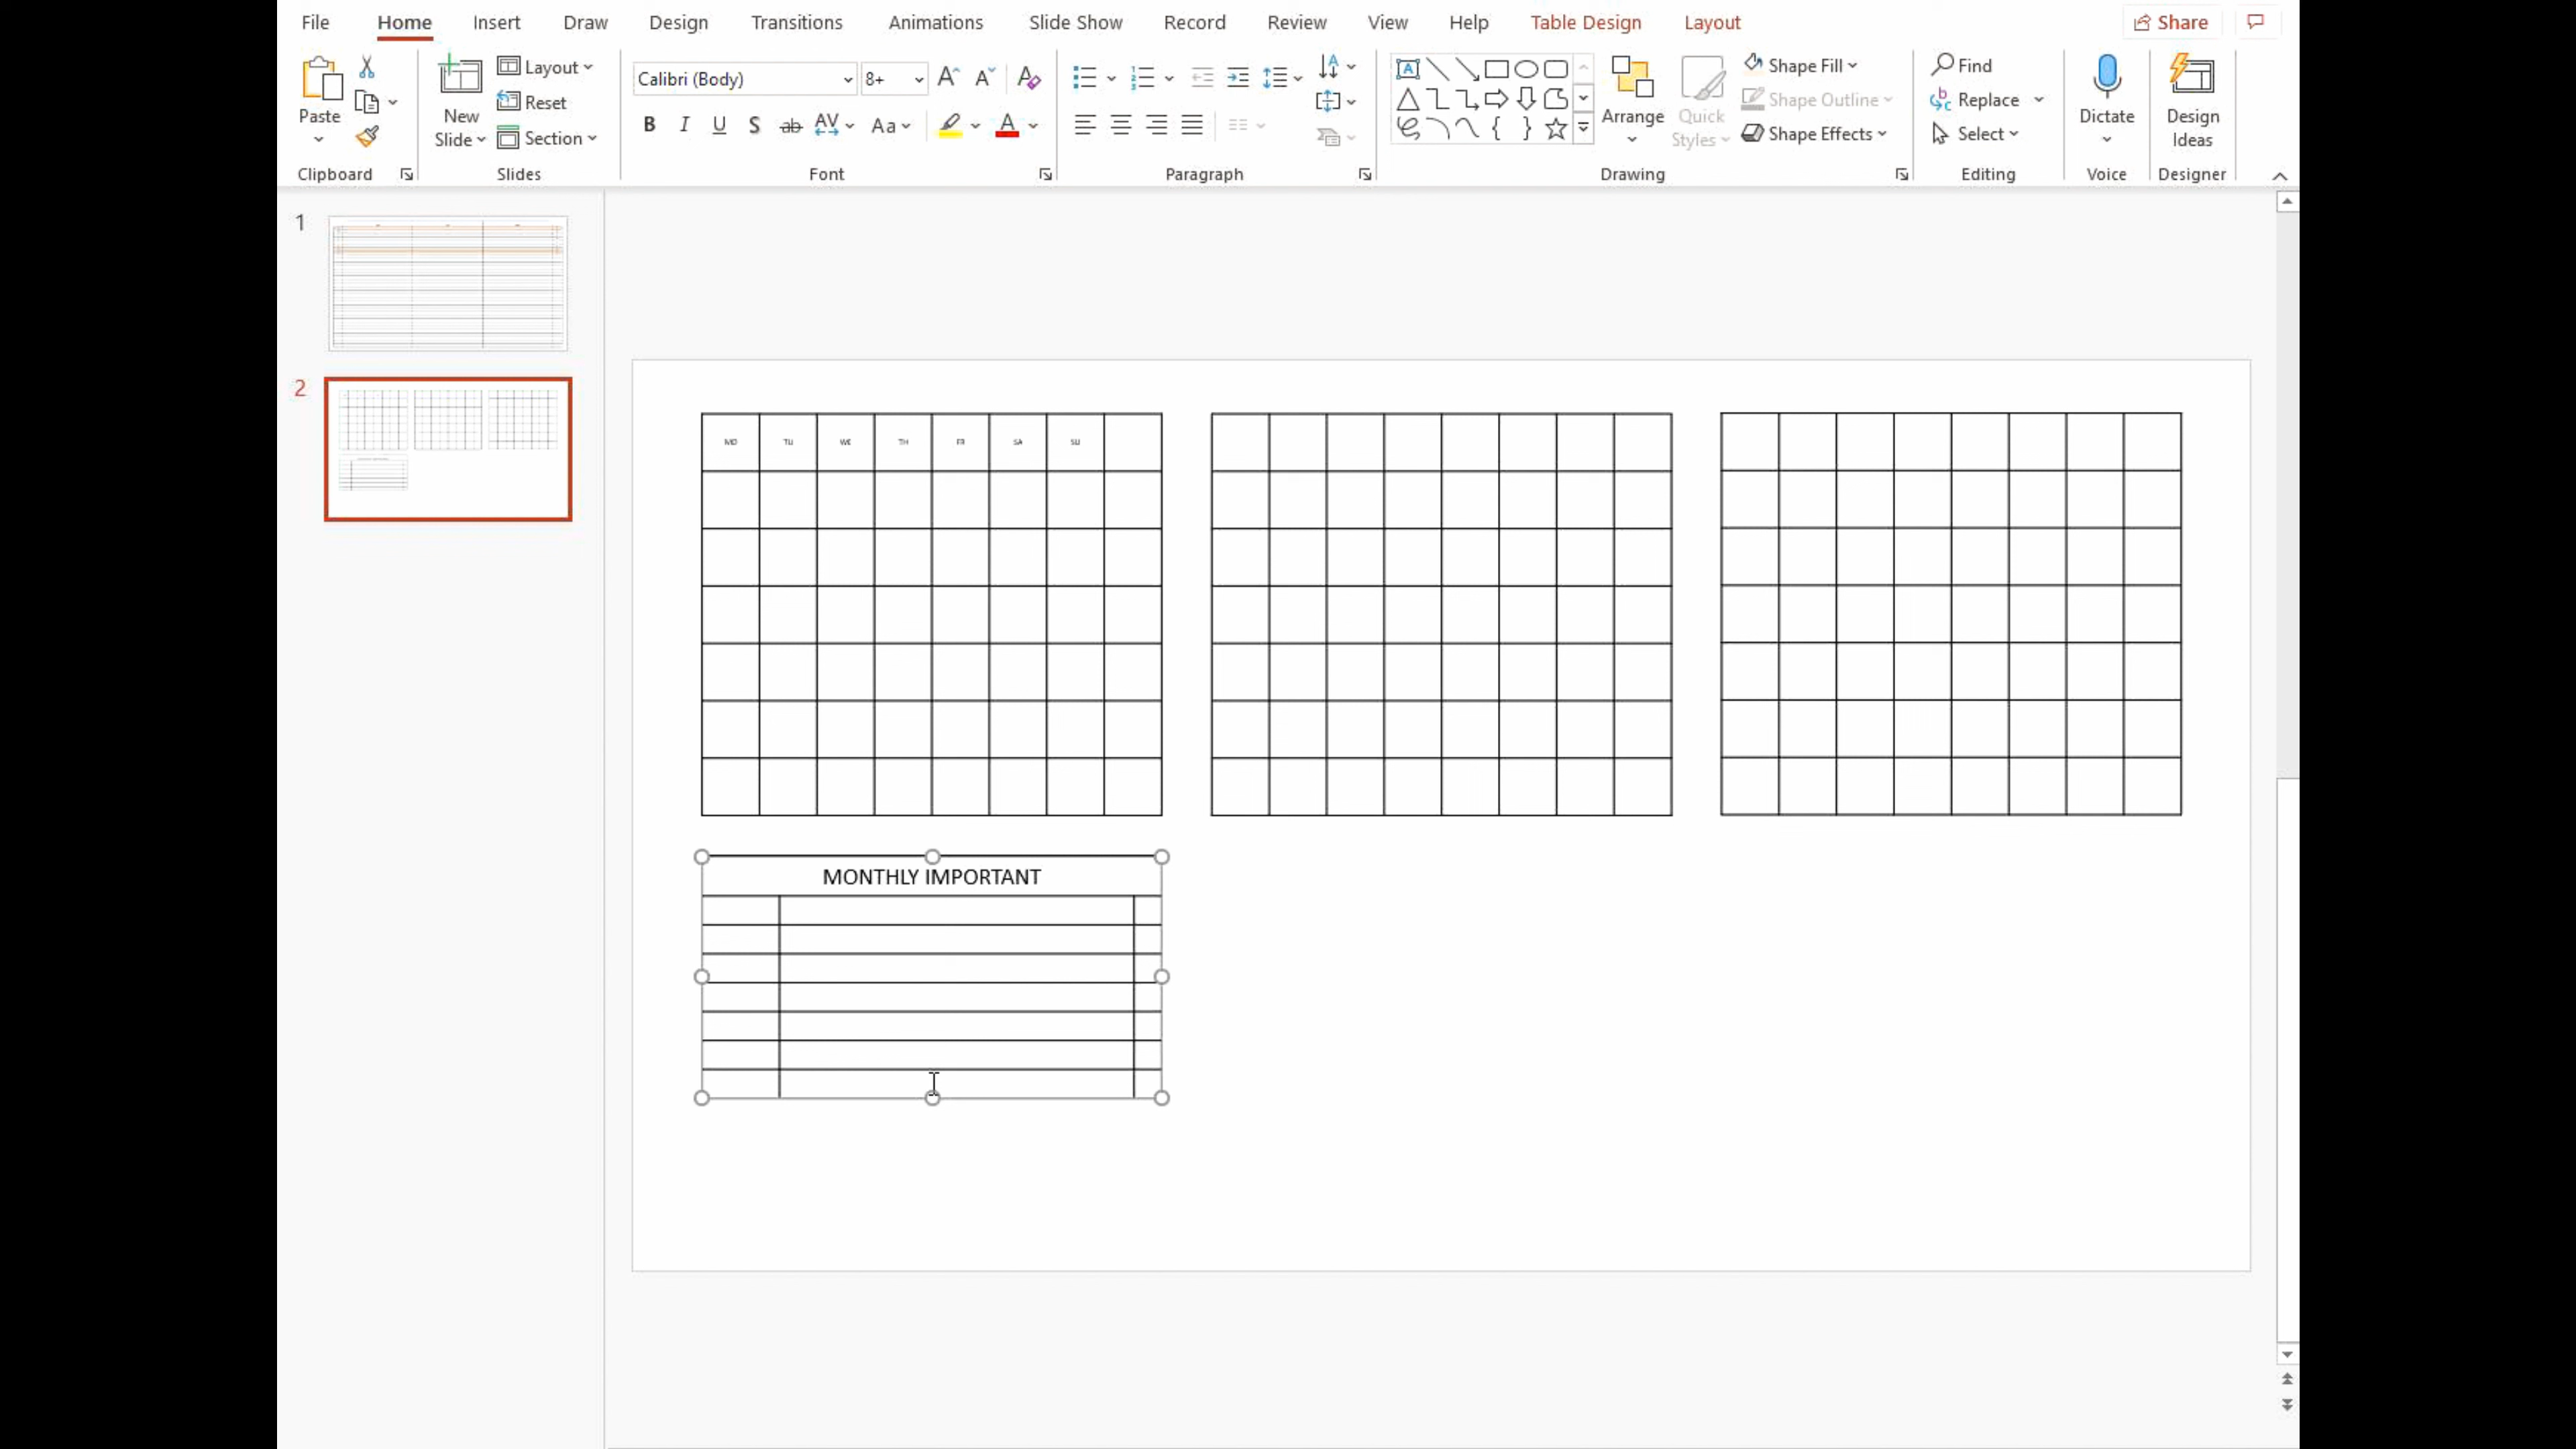 File Home Insert Draw Design Transitions Animations Slide Show Record Review View Help Table Design Layout Share
Paste
Clipboard
New
Slide
Layout
Reset
Section
Slides
Calibri (Body) 8+
B I U S ab AV Aa A
Font
Paragraph
Arrange
Quick
Styles
Shape Fill
Shape Outline
Shape Effects
Drawing
Find
Replace
Select
Editing
Dictate
Voice
Design
Ideas
Designer
1
2
MO TU WE TH FR SA SU
MONTHLY IMPORTANT